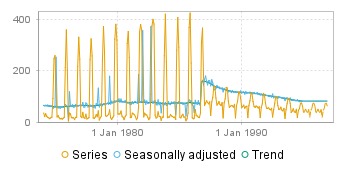 400
200
0
1 Jan 1980
1 Jan 1990
Series
Seasonally adjusted
Trend